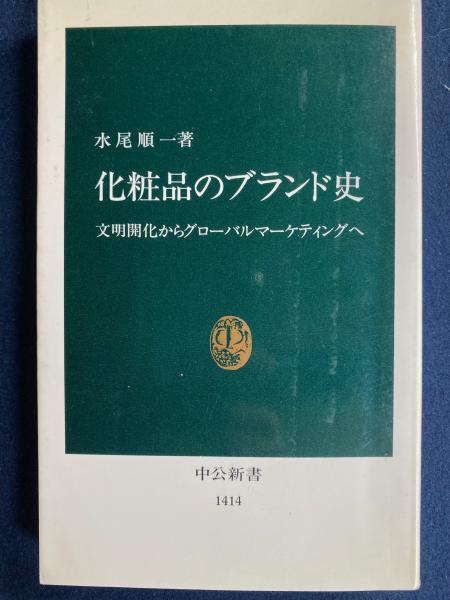 水尾順一著
化粧品のブランド史
文明開化からグローバルマーケティングへ
中公新書
1414